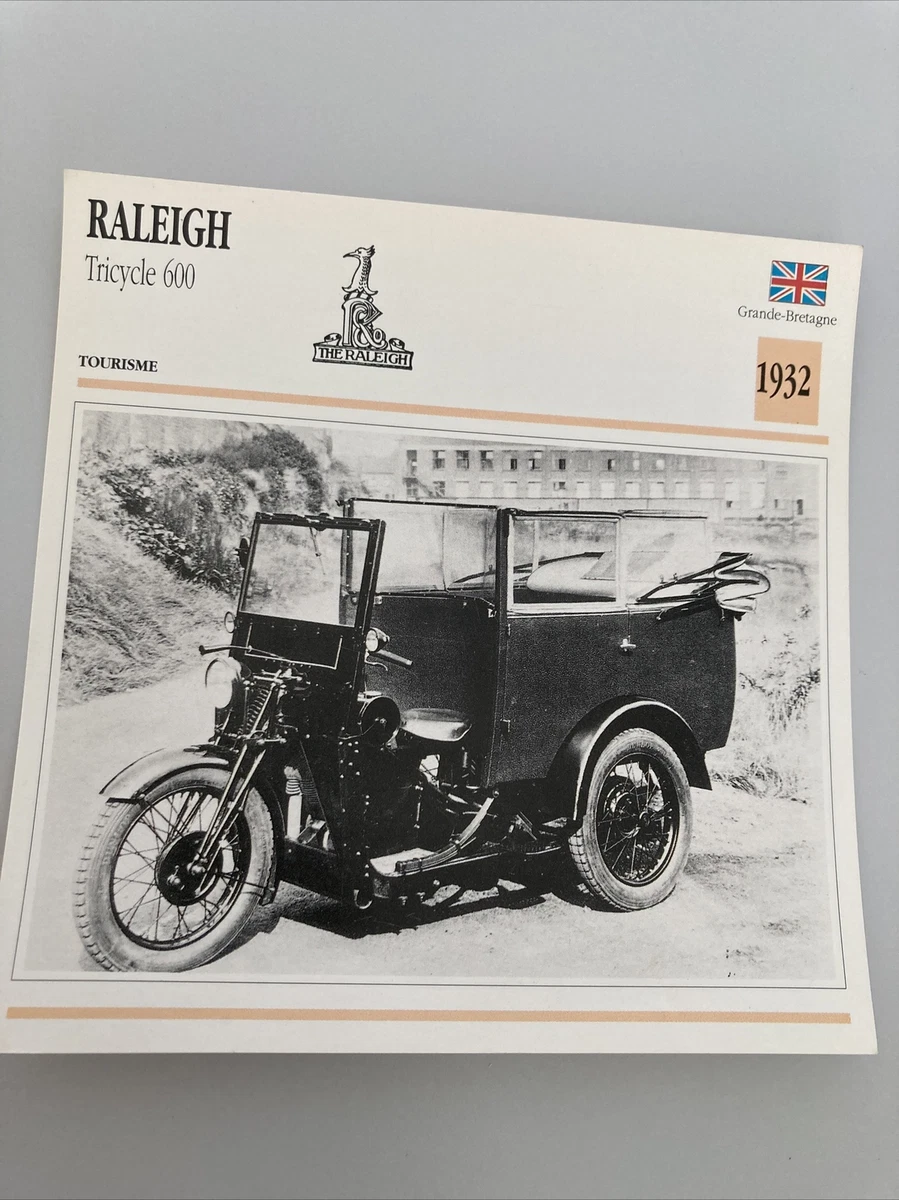 RALEIGH
Tricycle 600
THE RALEIGH
Grande-Bretagne
TOURISME
1932